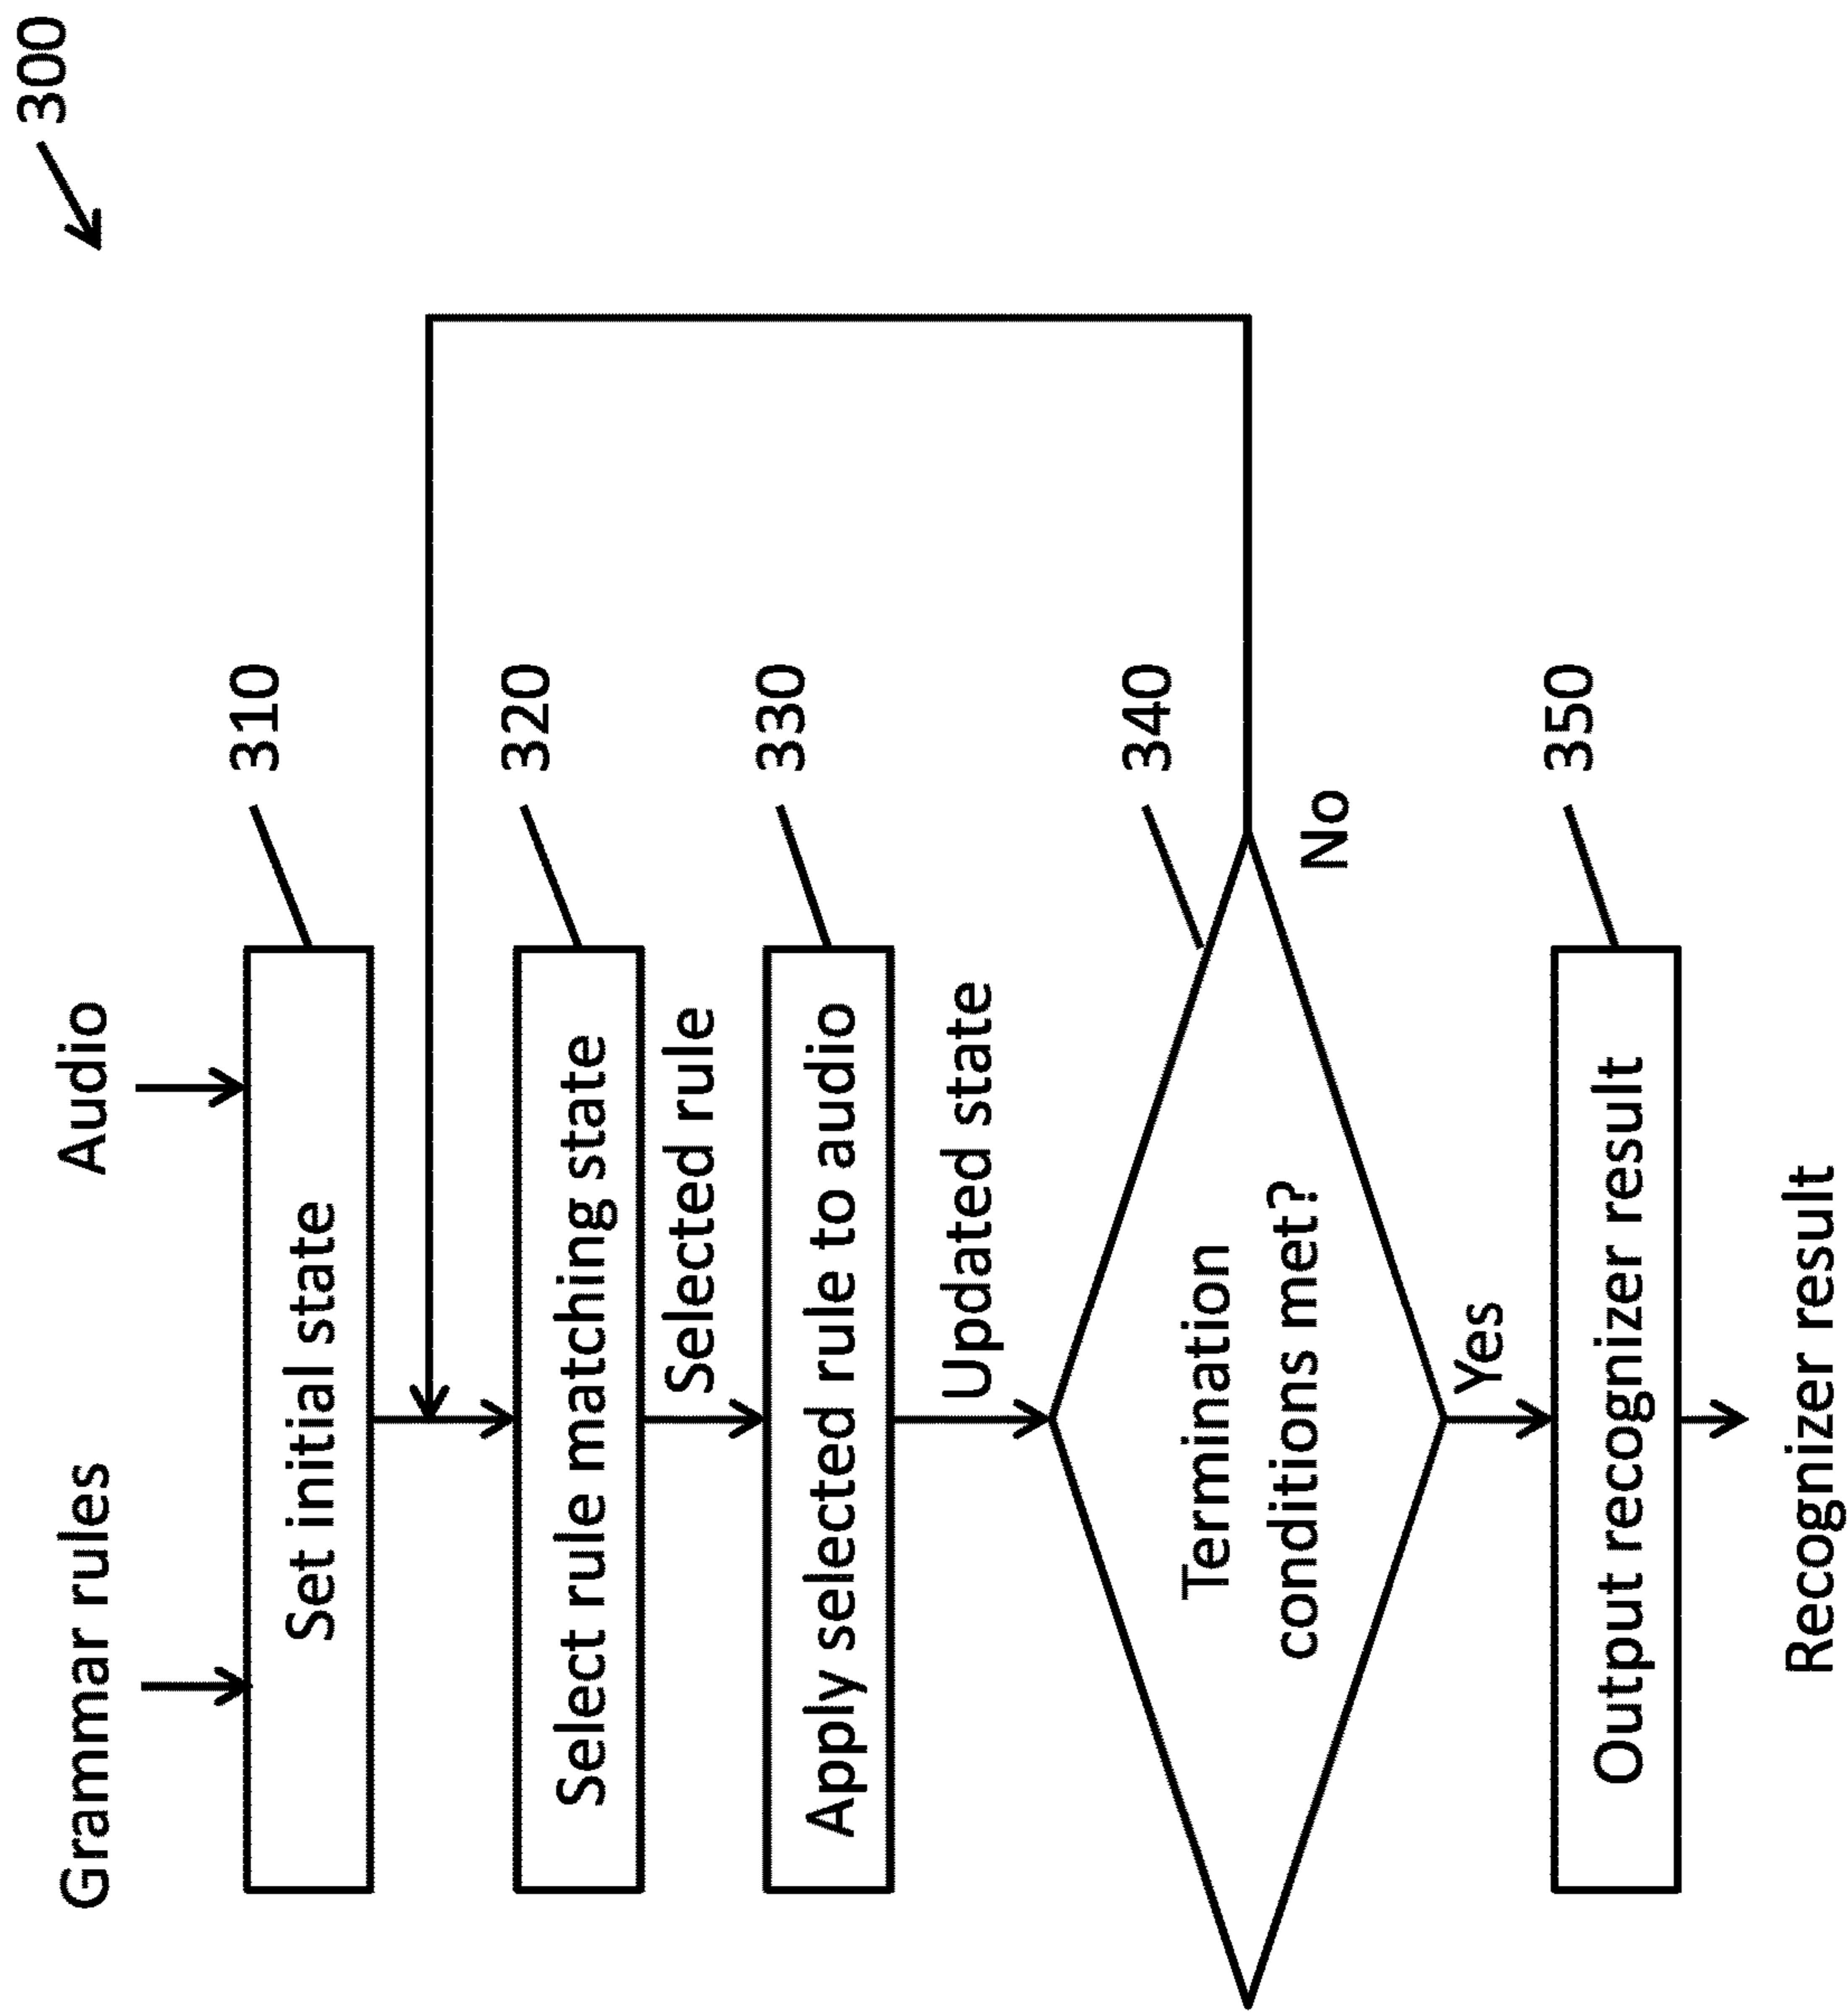 300
Grammar rules
Audio
310
Set initial state
320
Select rule matching state
Selected rule
330
Apply selected rule to audio
Updated state
340
Termination
conditions met?
No
Yes
350
Output recognizer result
Recognizer result